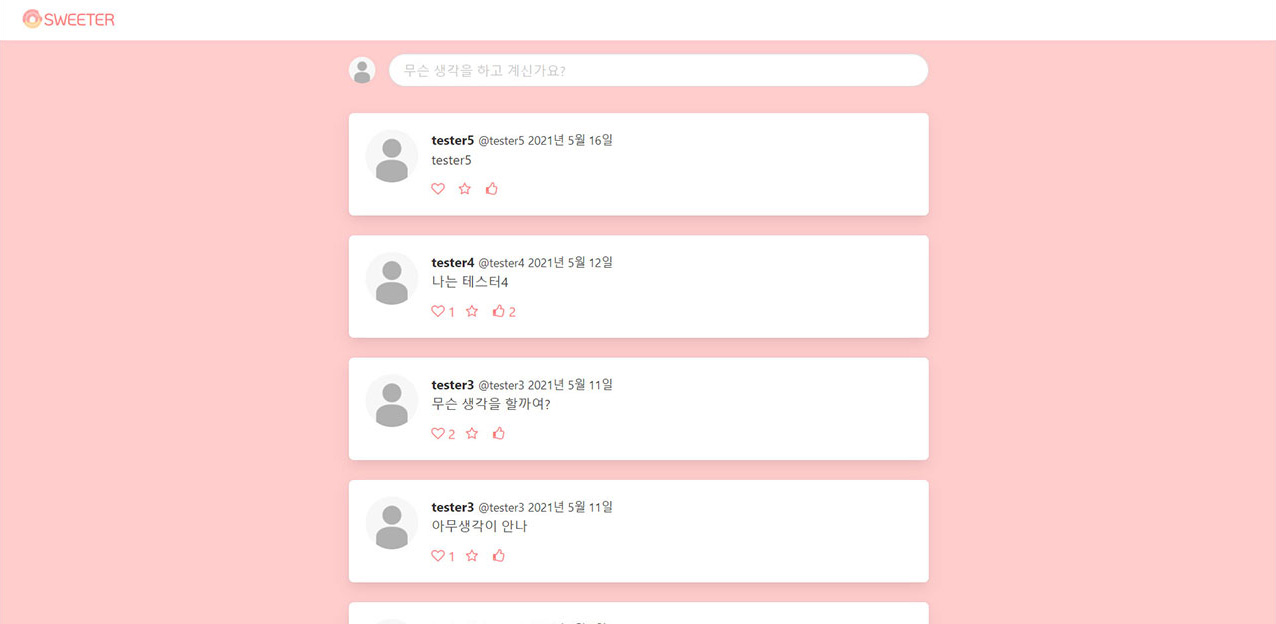 SWEETER
무슨 생각을 하고 계신가요?
tester5 @tester5 2021년 5월 16일
tester5
tester4 @tester4 2021년 5월 12일
나는 테스터4
1 2
tester3 @tester3 2021년 5월 11일
무슨 생각을 할까여?
2
tester3 @tester3 2021년 5월 11일
아무생각이 안나
1